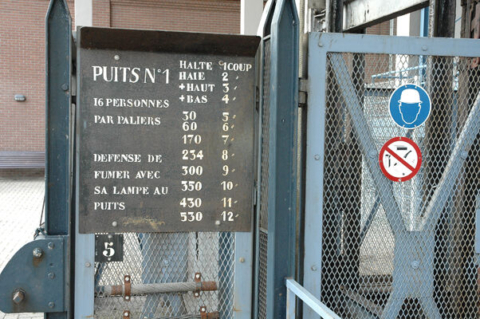 PUITS N°1
16 PERSONNES
PAR PALIERS
DEFENSE DE
FUMER AVEC
SA LAMPE AU
PUITS
HALTE 1 COUP
HAIE 2 "
+HAUT 3 "
+BAS 4 "
30 5 "
60 6 "
170 7 "
234 8 "
300 9 "
350 10 "
430 11 "
530 12 "
5